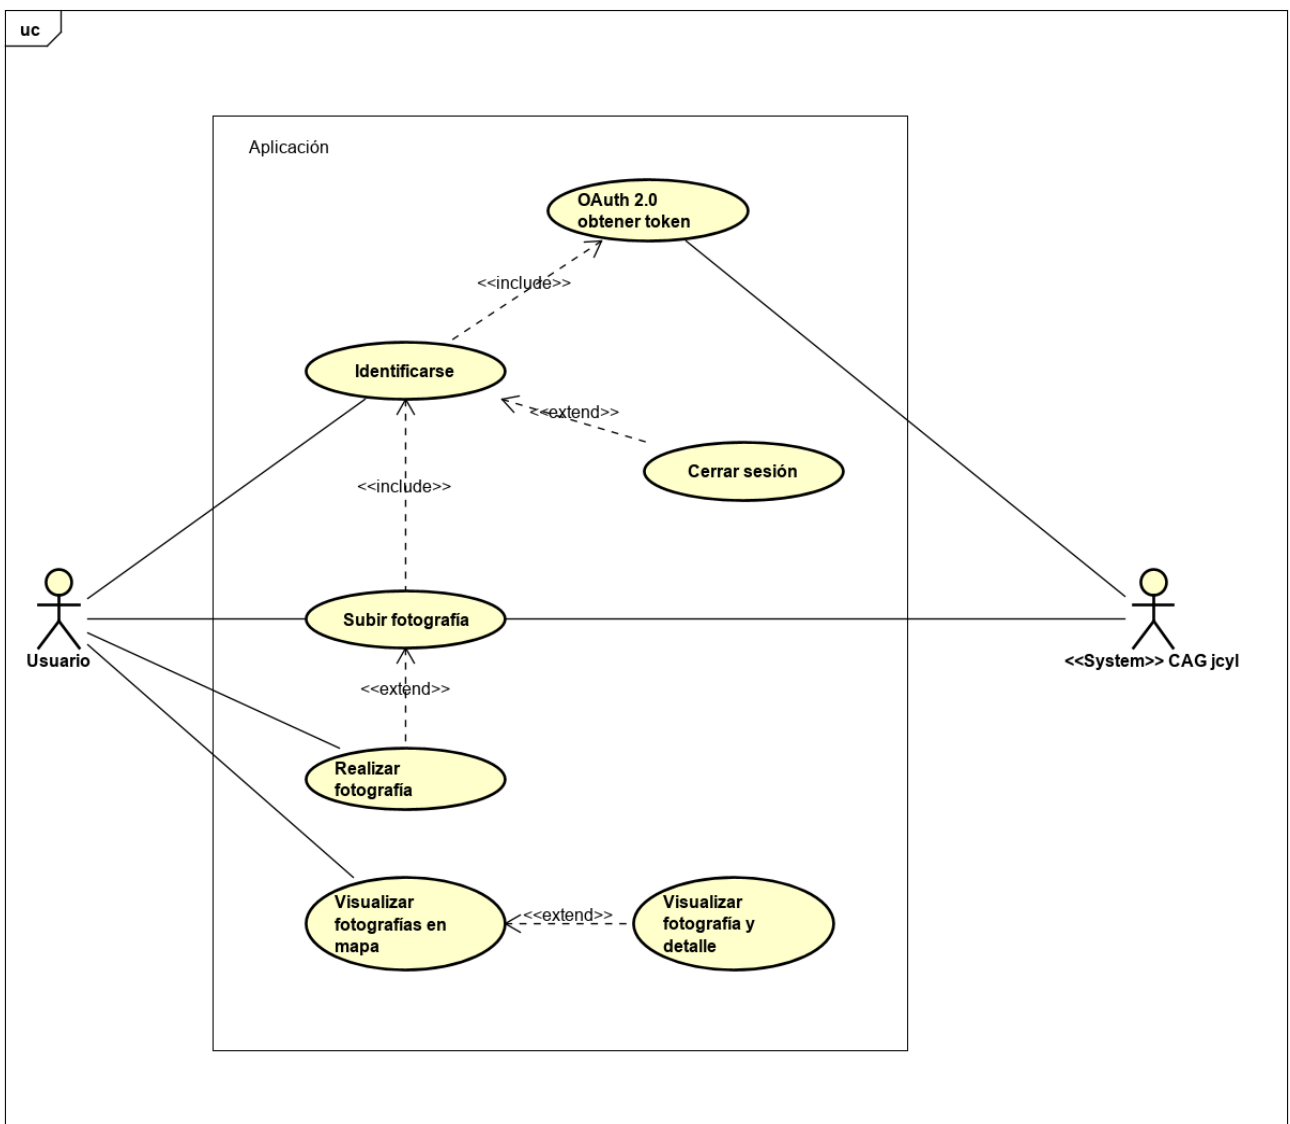 uc
Aplicación
OAuth 2.0
obtener token
<<include>>
Identificarse
<<extend>>
Cerrar sesión
<<include>>
Subir fotografía
Usuario
<<System>> CAG jcyl
<<extend>>
Realizar
fotografía
Visualizar
fotografías en
mapa
<<extend>>
Visualizar
fotografía y
detalle